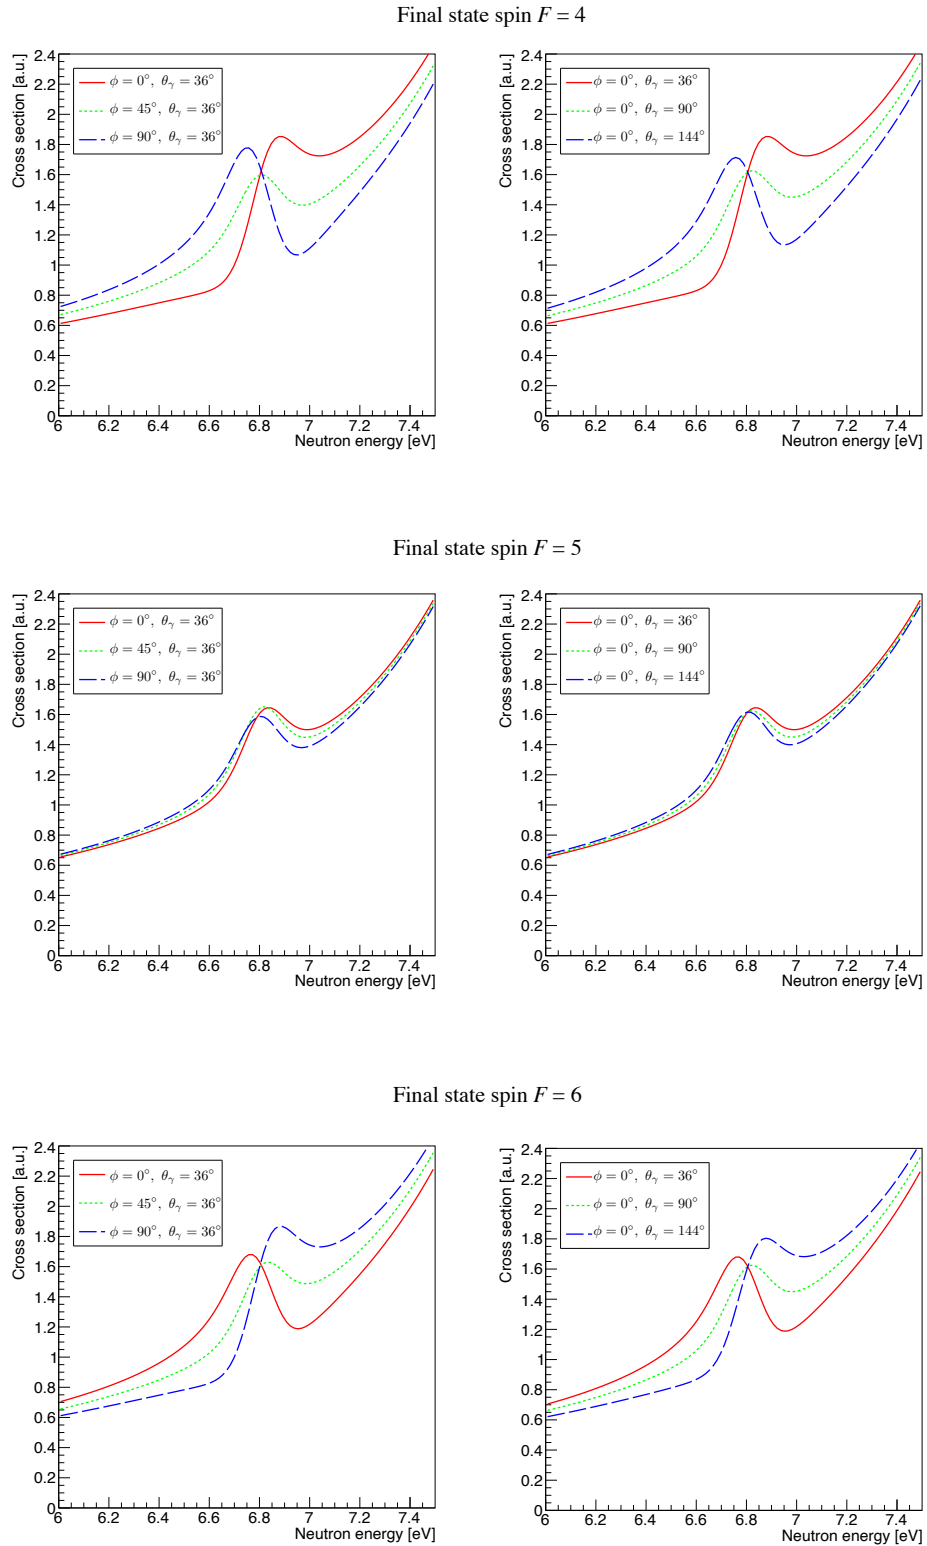 Final state spin F = 4
Cross section [a.u.]
2.4
2.2
2
1.8
1.6
1.4
1.2
1
0.8
0.6
0.4
0.2
0
ϕ = 0°, θγ = 36°
ϕ = 45°, θγ = 36°
ϕ = 90°, θγ = 36°
6 6.2 6.4 6.6 6.8 7 7.2 7.4
Neutron energy [eV]
Cross section [a.u.]
2.4
2.2
2
1.8
1.6
1.4
1.2
1
0.8
0.6
0.4
0.2
0
ϕ = 0°, θγ = 36°
ϕ = 0°, θγ = 90°
ϕ = 0°, θγ = 144°
6 6.2 6.4 6.6 6.8 7 7.2 7.4
Neutron energy [eV]
Final state spin F = 5
Cross section [a.u.]
2.4
2.2
2
1.8
1.6
1.4
1.2
1
0.8
0.6
0.4
0.2
0
ϕ = 0°, θγ = 36°
ϕ = 45°, θγ = 36°
ϕ = 90°, θγ = 36°
6 6.2 6.4 6.6 6.8 7 7.2 7.4
Neutron energy [eV]
Cross section [a.u.]
2.4
2.2
2
1.8
1.6
1.4
1.2
1
0.8
0.6
0.4
0.2
0
ϕ = 0°, θγ = 36°
ϕ = 0°, θγ = 90°
ϕ = 0°, θγ = 144°
6 6.2 6.4 6.6 6.8 7 7.2 7.4
Neutron energy [eV]
Final state spin F = 6
Cross section [a.u.]
2.4
2.2
2
1.8
1.6
1.4
1.2
1
0.8
0.6
0.4
0.2
0
ϕ = 0°, θγ = 36°
ϕ = 45°, θγ = 36°
ϕ = 90°, θγ = 36°
6 6.2 6.4 6.6 6.8 7 7.2 7.4
Neutron energy [eV]
Cross section [a.u.]
2.4
2.2
2
1.8
1.6
1.4
1.2
1
0.8
0.6
0.4
0.2
0
ϕ = 0°, θγ = 36°
ϕ = 0°, θγ = 90°
ϕ = 0°, θγ = 144°
6 6.2 6.4 6.6 6.8 7 7.2 7.4
Neutron energy [eV]